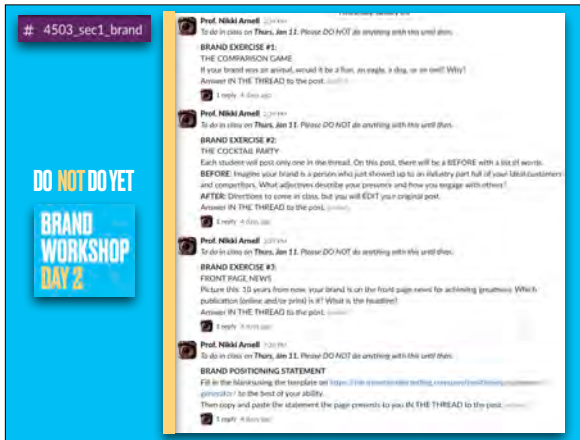 # 4503_sec1_brand
DO NOT DO YET
BRAND
WORKSHOP
DAY 2
Prof. Nikki Arnell
To do in class on Thurs, Jan 11. Please DO NOT do anything with this until then.
BRAND EXERCISE #1:
THE COMPARISON GAME
If your brand was an animal, would it be a lion, an eagle, a dog, or an owl? Why?
Answer IN THE THREAD to the post.
1 reply 4 days ago
Prof. Nikki Arnell
To do in class on Thurs, Jan 11. Please DO NOT do anything with this until then.
BRAND EXERCISE #2:
THE COCKTAIL PARTY
Each student will post only one in the thread. On this post, there will be a BEFORE with a list of words.
BEFORE: Imagine your brand is a person who just showed up to an industry part full of your ideal customers
and competitors. What adjectives describe your presence and how you engage with others?
AFTER: Directions to come in class, but you will EDIT your original post.
Answer IN THE THREAD to the post.
1 reply 4 days ago
Prof. Nikki Arnell
To do in class on Thurs, Jan 11. Please DO NOT do anything with this until then.
BRAND EXERCISE #3:
FRONT PAGE NEWS
Picture this: 10 years from now, your brand is on the front page news for achieving greatness. Which
publication (online and/or print) is it? What is the headline?
Answer IN THE THREAD to the post.
1 reply 4 days ago
Prof. Nikki Arnell
To do in class on Thurs, Jan 11. Please DO NOT do anything with this until then.
BRAND POSITIONING STATEMENT
Fill in the blanks using the template on
generator/ to the best of your ability.
Then copy and paste the statement the page presents to you IN THE THREAD to the post.
1 reply 4 days ago